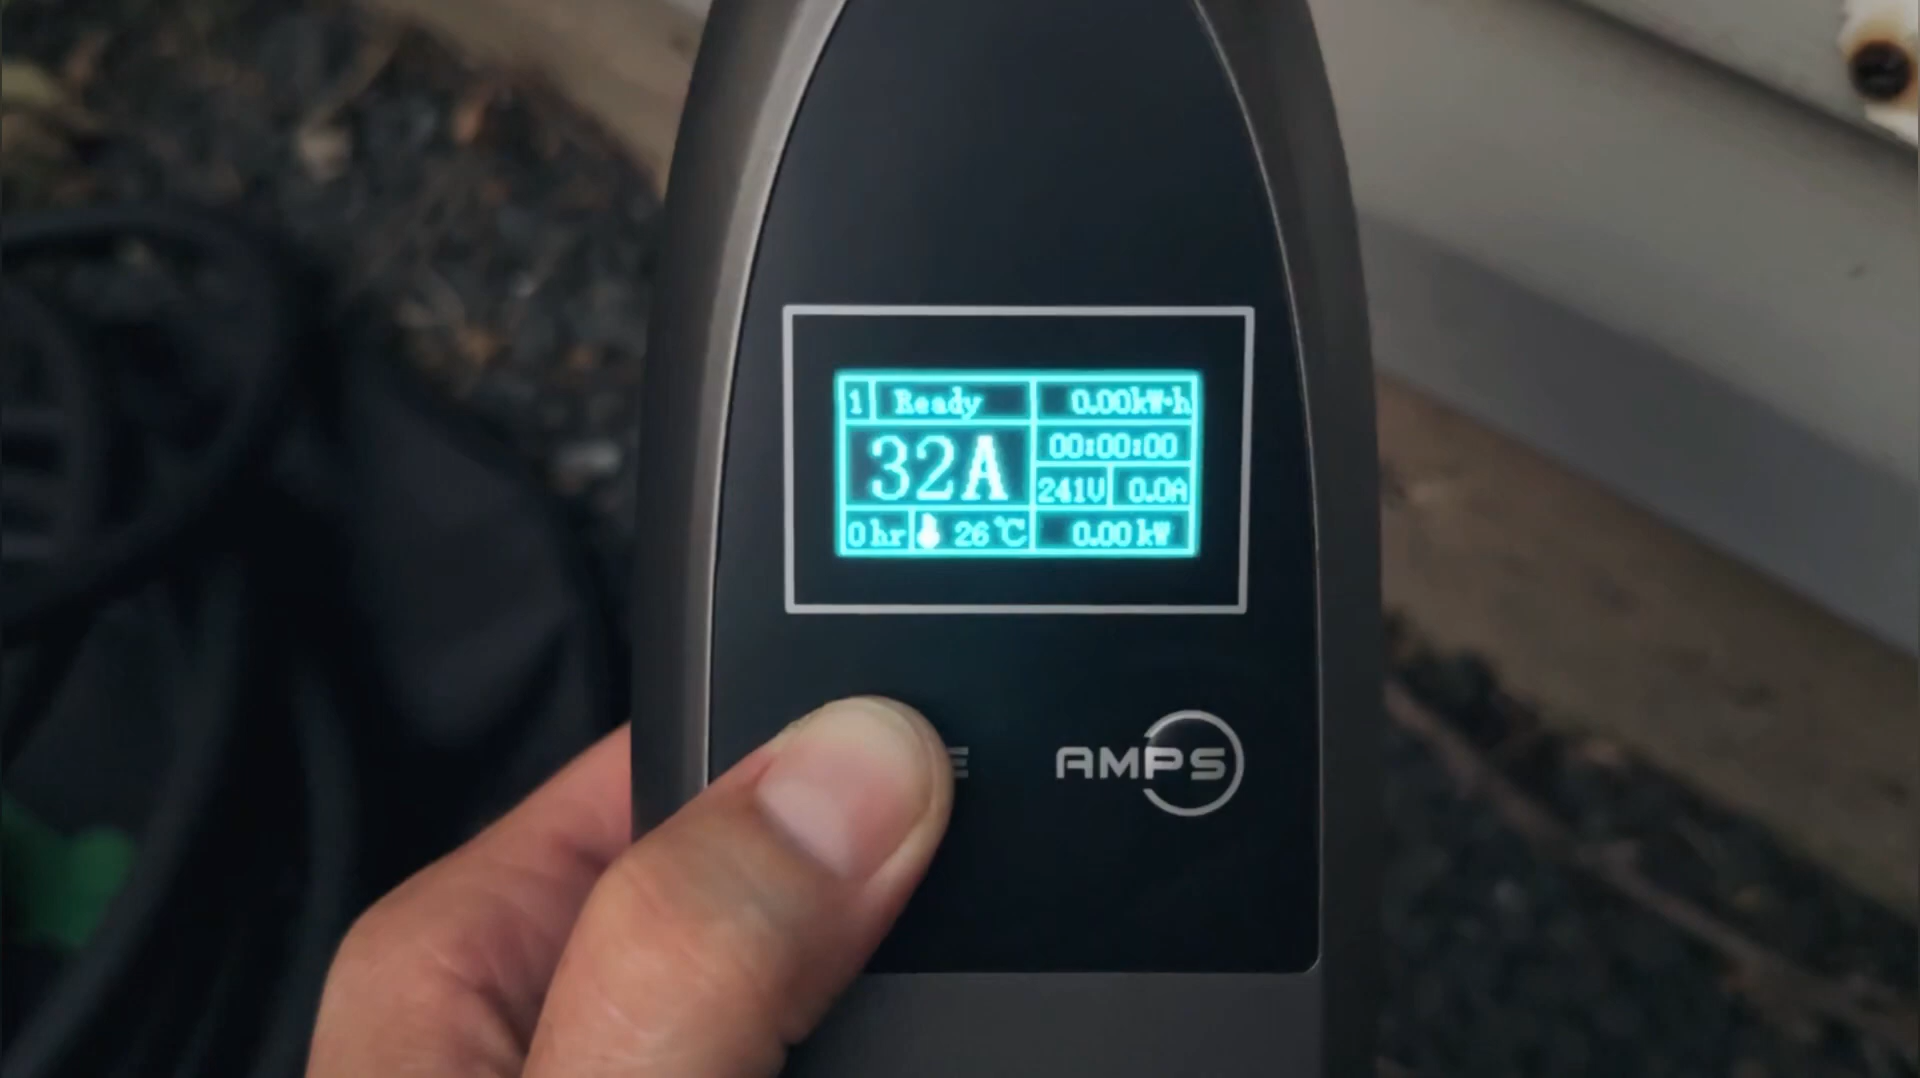 1 Ready 0.00kW·h
32A 00:00:00
241V 0.0A
0hr 26℃ 0.00kW
AMPS